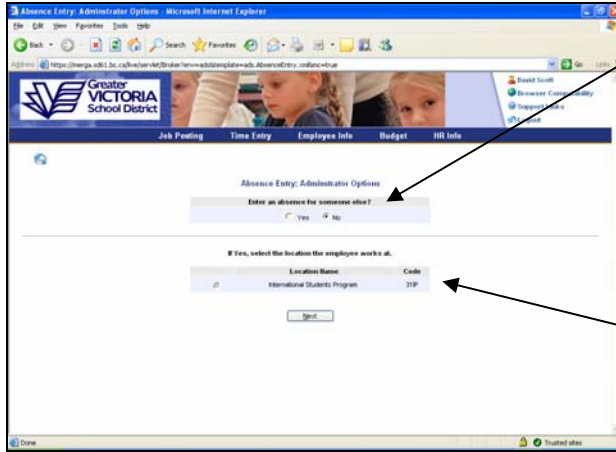 Absence Entry: Administrator Options - Microsoft Internet Explorer
File Edit View Favorites Tools Help
Back Search Favorites
Address https://merga.sd61.bc.ca/live/servlet/Broker?env=ads&template=ads.AbsenceEntry.xml&nc=true Go Links
Greater
VICTORIA
School District
David Scott
Browser Compatibility
Support Links
Logout
Job Posting Time Entry Employee Info Budget HR Info
Absence Entry: Administrator Options
Enter an absence for someone else?
Yes No
If Yes, select the location the employee works at.
Location Name Code
International Students Program 31IP
Next
Done Trusted sites